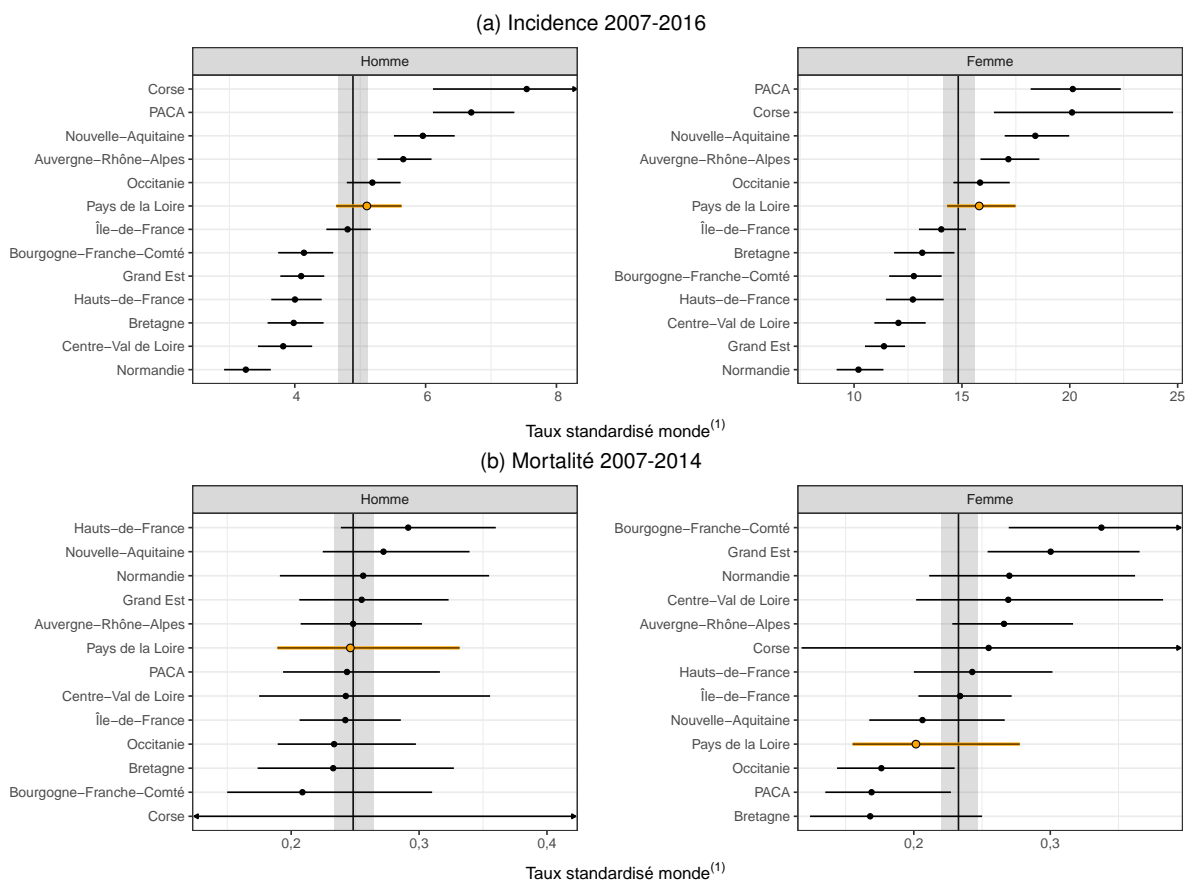 (a) Incidence 2007-2016
Homme
Corse
PACA
Nouvelle−Aquitaine
Auvergne−Rhône−Alpes
Occitanie
Pays de la Loire
Île−de−France
Bourgogne−Franche−Comté
Grand Est
Hauts−de−France
Bretagne
Centre−Val de Loire
Normandie
4 6 8
Femme
PACA
Corse
Nouvelle−Aquitaine
Auvergne−Rhône−Alpes
Occitanie
Pays de la Loire
Île−de−France
Bretagne
Bourgogne−Franche−Comté
Hauts−de−France
Centre−Val de Loire
Grand Est
Normandie
10 15 20 25
Taux standardisé monde(1)
(b) Mortalité 2007-2014
Homme
Hauts−de−France
Nouvelle−Aquitaine
Normandie
Grand Est
Auvergne−Rhône−Alpes
Pays de la Loire
PACA
Centre−Val de Loire
Île−de−France
Occitanie
Bretagne
Bourgogne−Franche−Comté
Corse
0,2 0,3 0,4
Femme
Bourgogne−Franche−Comté
Grand Est
Normandie
Centre−Val de Loire
Auvergne−Rhône−Alpes
Corse
Hauts−de−France
Île−de−France
Nouvelle−Aquitaine
Pays de la Loire
Occitanie
PACA
Bretagne
0,2 0,3
Taux standardisé monde(1)